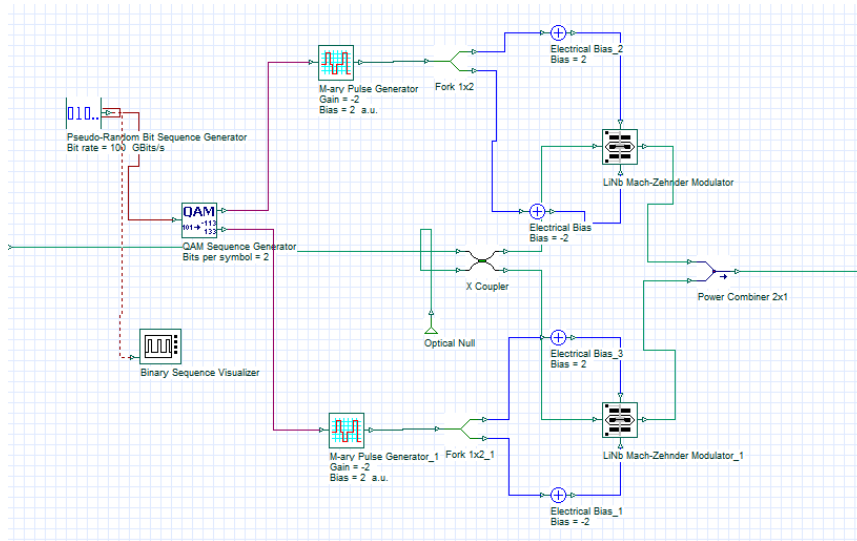 Electrical Bias_2
Bias = 2
M-ary Pulse Generator
Gain = -2
Bias = 2 a.u.
Fork 1x2
010..
Pseudo-Random Bit Sequence Generator
Bit rate = 100 GBits/s
LiNb Mach-Zehnder Modulator
QAM
101 -113
133
Electrical Bias
Bias = -2
QAM Sequence Generator
Bits per symbol = 2
X Coupler
Power Combiner 2x1
Optical Null
Electrical Bias_3
Bias = 2
Binary Sequence Visualizer
M-ary Pulse Generator_1
Gain = -2
Bias = 2 a.u.
Fork 1x2_1
LiNb Mach-Zehnder Modulator_1
Electrical Bias_1
Bias = -2